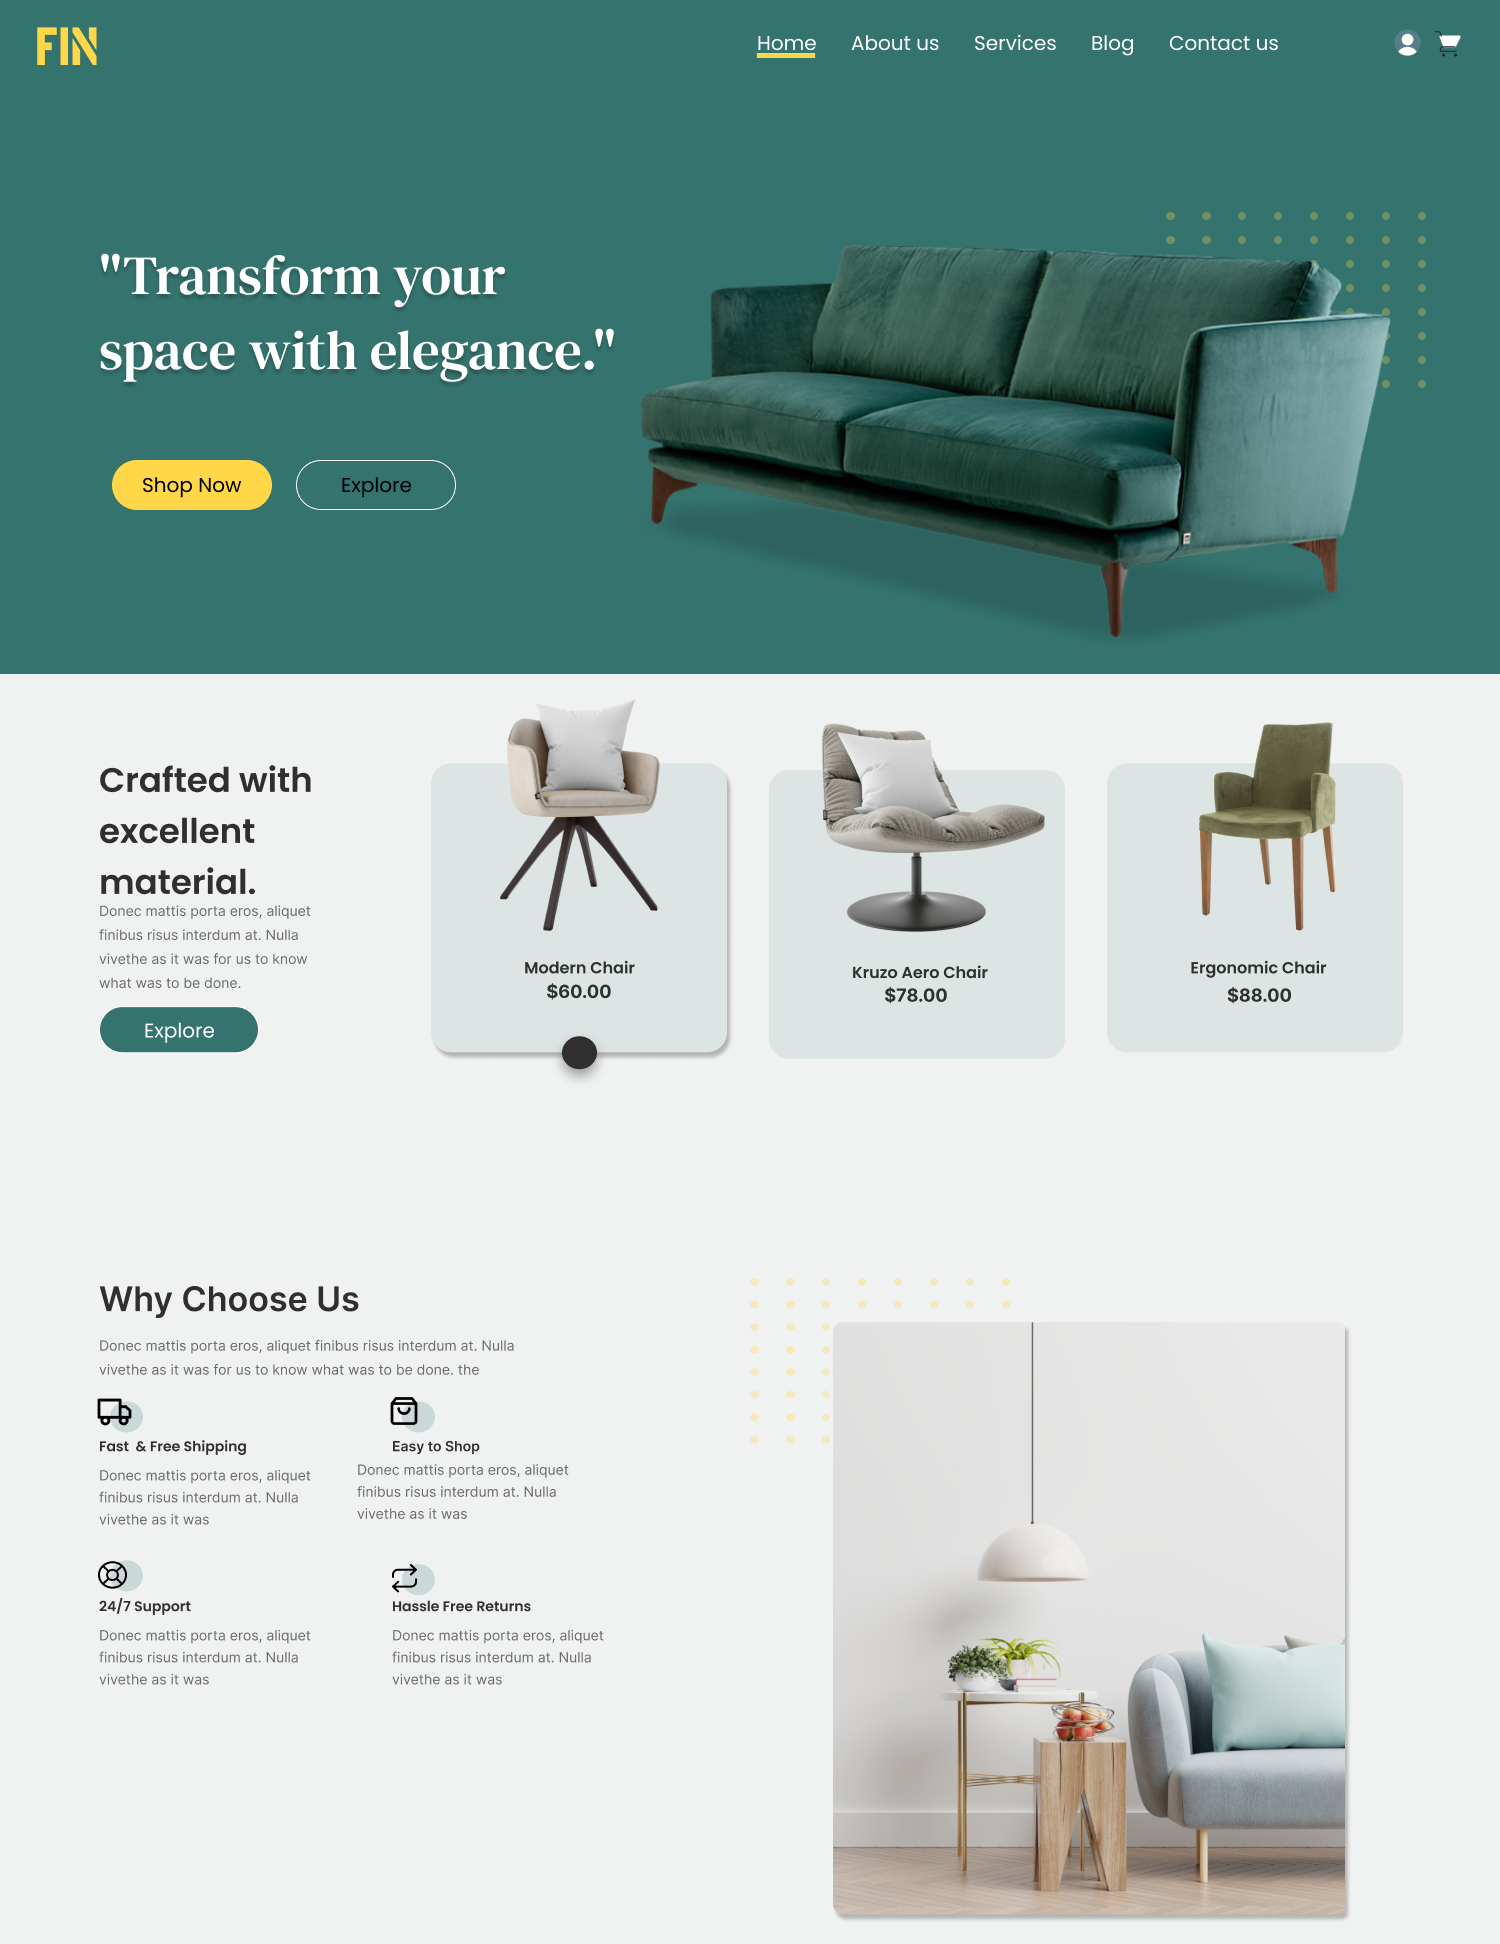 FIN
Home About us Services Blog Contact us
"Transform your
space with elegance."
Shop Now Explore
Crafted with
excellent
material.
Donec mattis porta eros, aliquet
finibus risus interdum at. Nulla
vivethe as it was for us to know
what was to be done.
Explore
Modern Chair
$60.00
Kruzo Aero Chair
$78.00
Ergonomic Chair
$88.00
Why Choose Us
Donec mattis porta eros, aliquet finibus risus interdum at. Nulla
vivethe as it was for us to know what was to be done. the
Fast & Free Shipping
Donec mattis porta eros, aliquet
finibus risus interdum at. Nulla
vivethe as it was
Easy to Shop
Donec mattis porta eros, aliquet
finibus risus interdum at. Nulla
vivethe as it was
24/7 Support
Donec mattis porta eros, aliquet
finibus risus interdum at. Nulla
vivethe as it was
Hassle Free Returns
Donec mattis porta eros, aliquet
finibus risus interdum at. Nulla
vivethe as it was